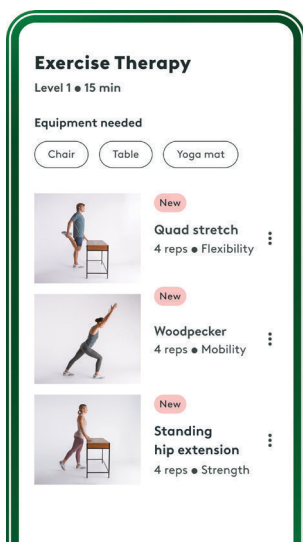 Exercise Therapy
Level 1 ● 15 min
Equipment needed
Chair
Table
Yoga mat
New
Quad stretch
4 reps ● Flexibility
New
Woodpecker
4 reps ● Mobility
New
Standing
hip extension
4 reps ● Strength